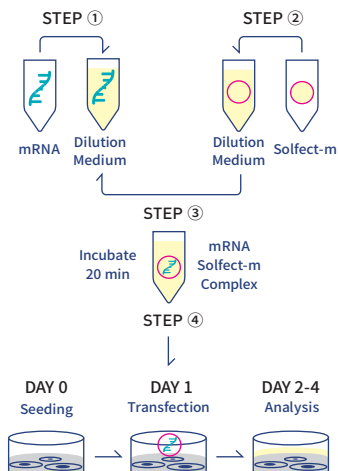 STEP ①
STEP ②
mRNA
Dilution
Medium
Dilution
Medium
Solfect-m
STEP ③
Incubate
20 min
mRNA
Solfect-m
Complex
STEP ④
DAY 0
Seeding
DAY 1
Transfection
DAY 2-4
Analysis